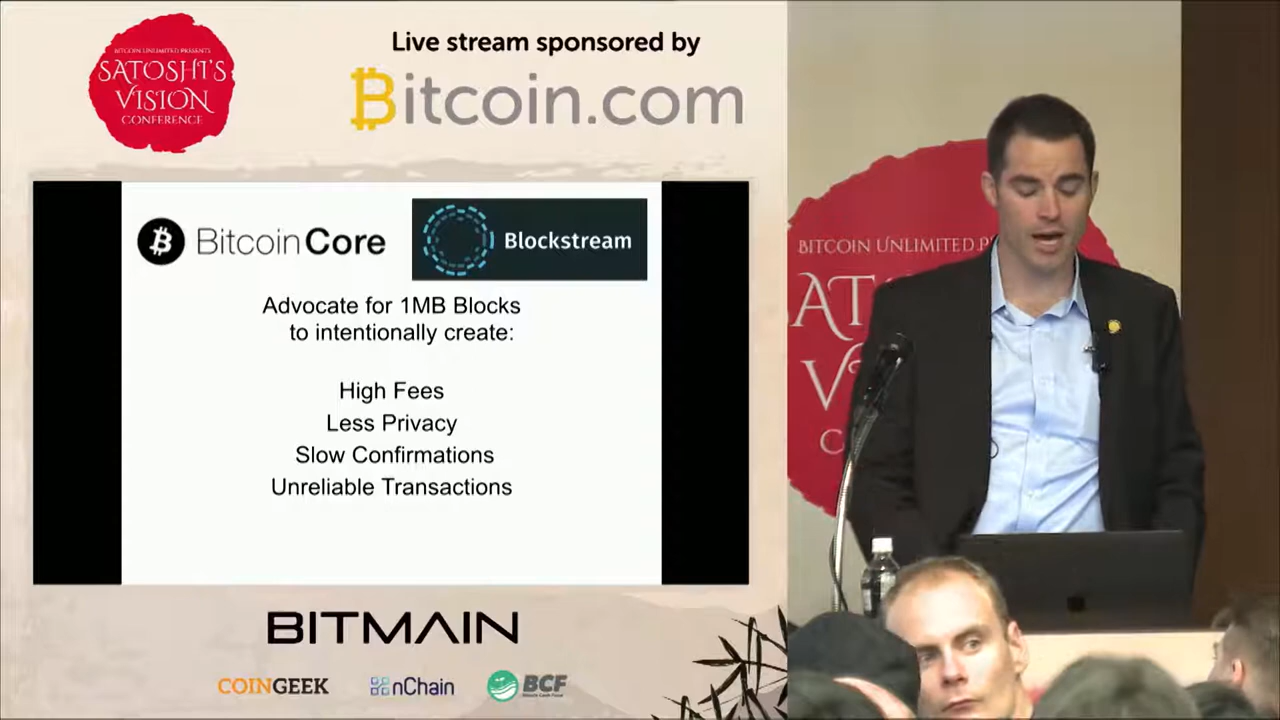 BITCOIN UNLIMITED PRESENTS
SATOSHI'S
VISION
CONFERENCE
Live stream sponsored by
Bitcoin.com
Bitcoin Core
Blockstream
Advocate for 1MB Blocks
to intentionally create:
High Fees
Less Privacy
Slow Confirmations
Unreliable Transactions
BITMAIN
COINGEEK
nChain
BCF
BITCOIN UNLIMITED P